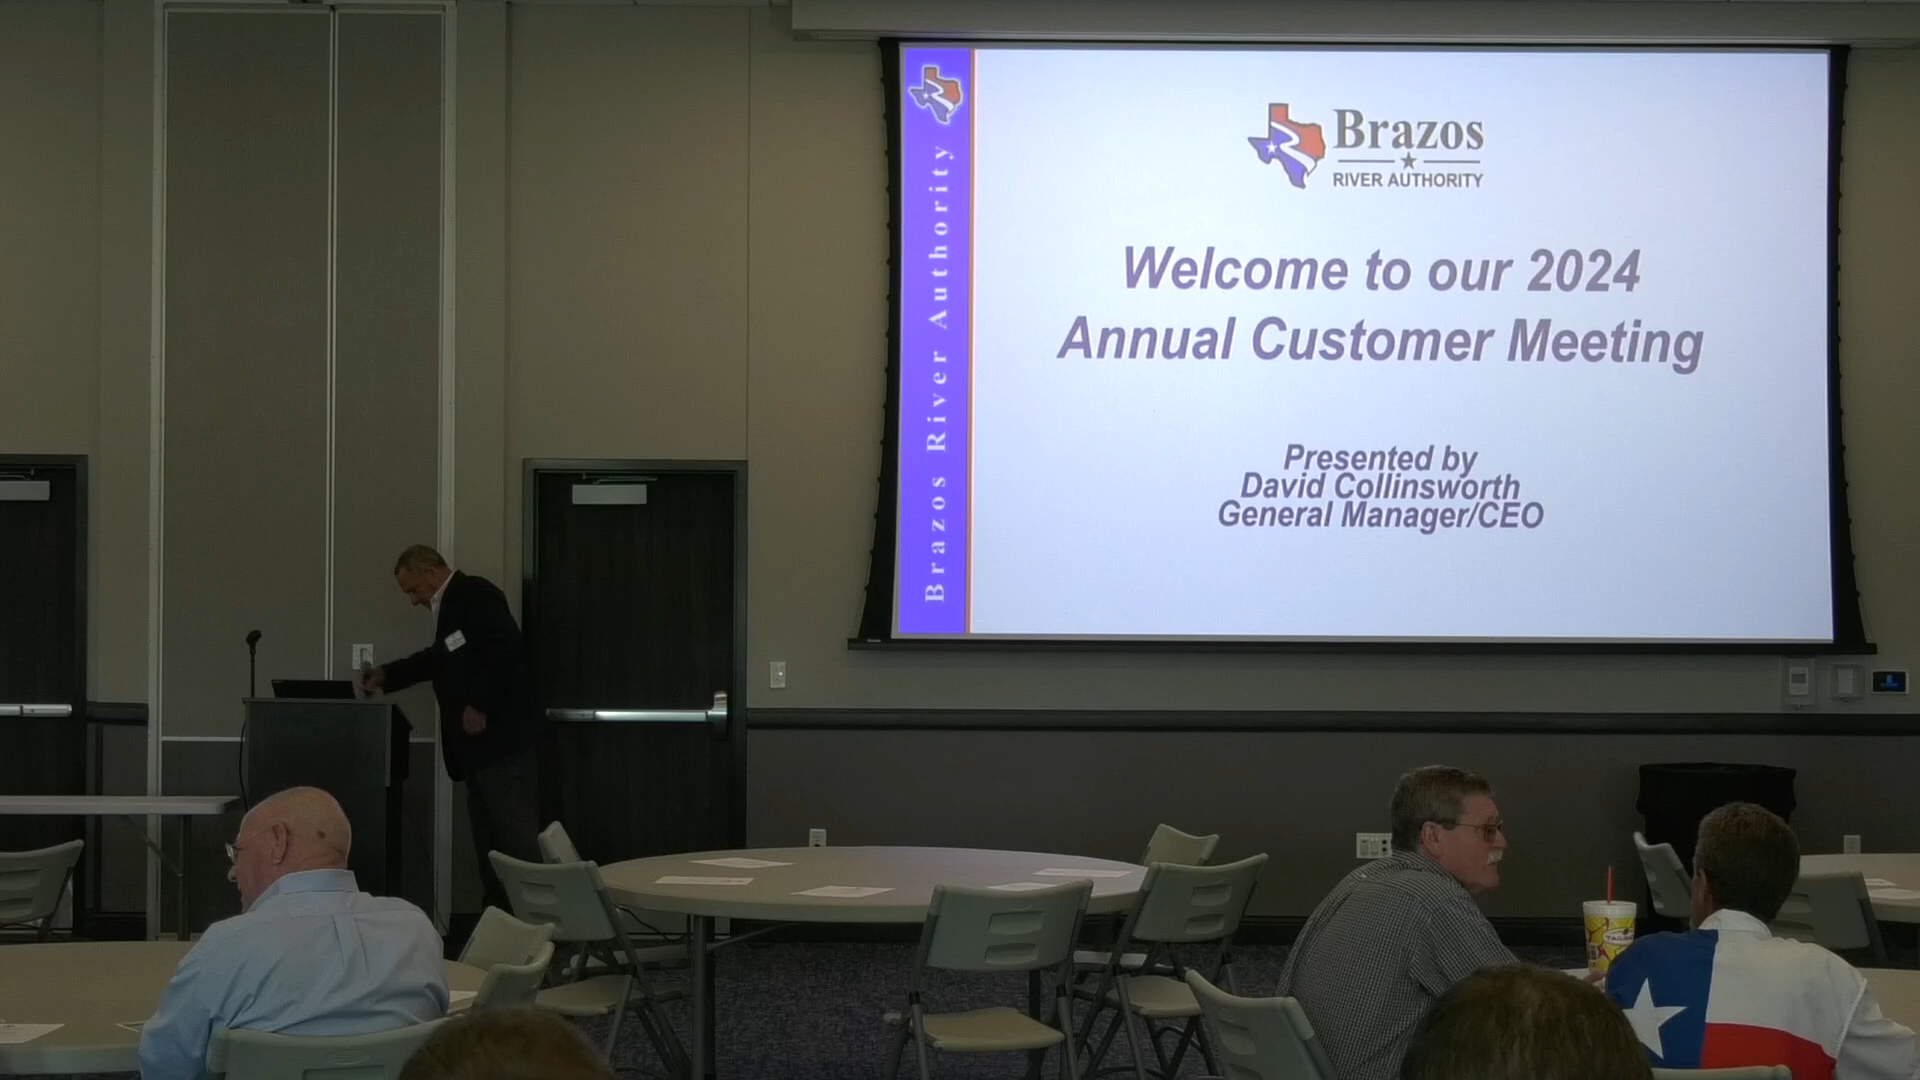 Brazos River Authority
Brazos
RIVER AUTHORITY
Welcome to our 2024
Annual Customer Meeting
Presented by
David Collinsworth
General Manager/CEO